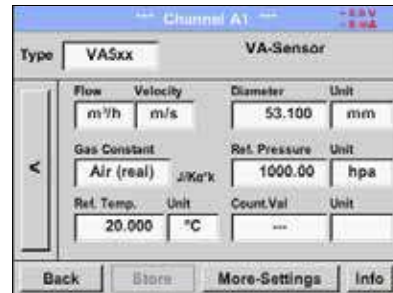 *** Channel A1 ***
Type VA5xx VA-Sensor
Flow Velocity Diameter Unit
m³/h m/s 53.100 mm
Gas Constant Ref. Pressure Unit
Air (real) J/Kg*k 1000.00 hpa
<
Ref. Temp. Unit Count.Val Unit
20.000 °C ---
Back Store More-Settings Info